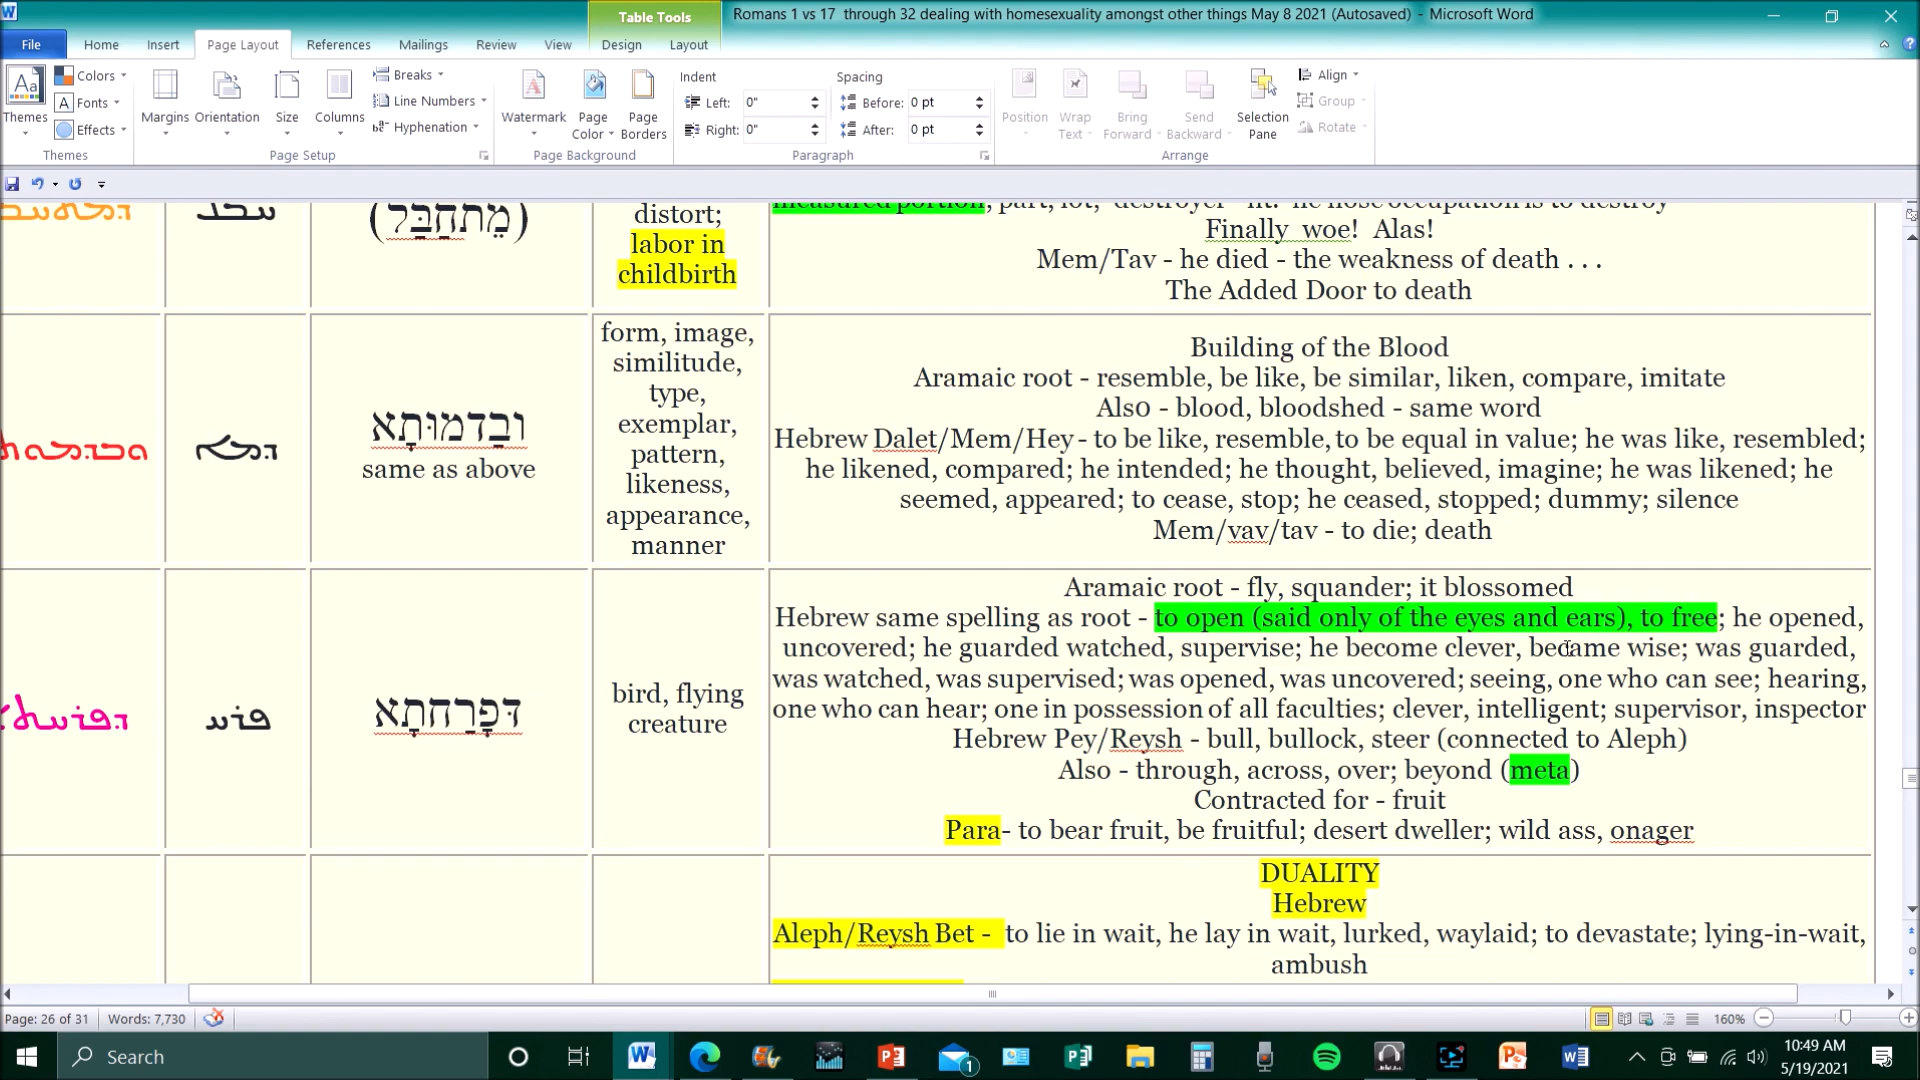 Table Tools
Romans 1 vs 17  through 32 dealing with homesexuality amongst other things May 8 2021 (Autosaved)  -  Microsoft Word
File Home Insert Page Layout References Mailings Review View Design Layout
Colors Breaks Indent Spacing Align
Fonts Line Numbers Left: 0" Before: 0 pt Group
Themes Effects Margins Orientation Size Columns Hyphenation Watermark Page Color Page Borders Right: 0" After: 0 pt Position Wrap Text Bring Forward Send Backward Selection Pane Rotate
Themes Page Setup Page Background Paragraph Arrange
(מֵתחַבַּל)
distort;
labor in
childbirth
measured portion, part, lot,
Finally  woe!  Alas!
Mem/Tav - he died - the weakness of death . . .
The Added Door to death
ܕܡܐ
וּבַדמוּתָא
same as above
form, image,
similitude,
type,
exemplar,
pattern,
likeness,
appearance,
manner
Building of the Blood
Aramaic root - resemble, be like, be similar, liken, compare, imitate
Also - blood, bloodshed - same word
Hebrew Dalet/Mem/Hey - to be like, resemble, to be equal in value; he was like, resembled;
he likened, compared; he intended; he thought, believed, imagine; he was likened; he
seemed, appeared; to cease, stop; he ceased, stopped; dummy; silence
Mem/vav/tav - to die; death
ܦܪܚ
דּפָרַחתָא
bird, flying
creature
Aramaic root - fly, squander; it blossomed
Hebrew same spelling as root - to open (said only of the eyes and ears), to free; he opened,
uncovered; he guarded watched, supervise; he become clever, became wise; was guarded,
was watched, was supervised; was opened, was uncovered; seeing, one who can see; hearing,
one who can hear; one in possession of all faculties; clever, intelligent; supervisor, inspector
Hebrew Pey/Reysh - bull, bullock, steer (connected to Aleph)
Also - through, across, over; beyond (meta)
Contracted for - fruit
Para- to bear fruit, be fruitful; desert dweller; wild ass, onager
DUALITY
Hebrew
Aleph/Reysh Bet -  to lie in wait, he lay in wait, lurked, waylaid; to devastate; lying-in-wait,
ambush
Page: 26 of 31 Words: 7,730 160%
Search
1
10:49 AM
5/19/2021